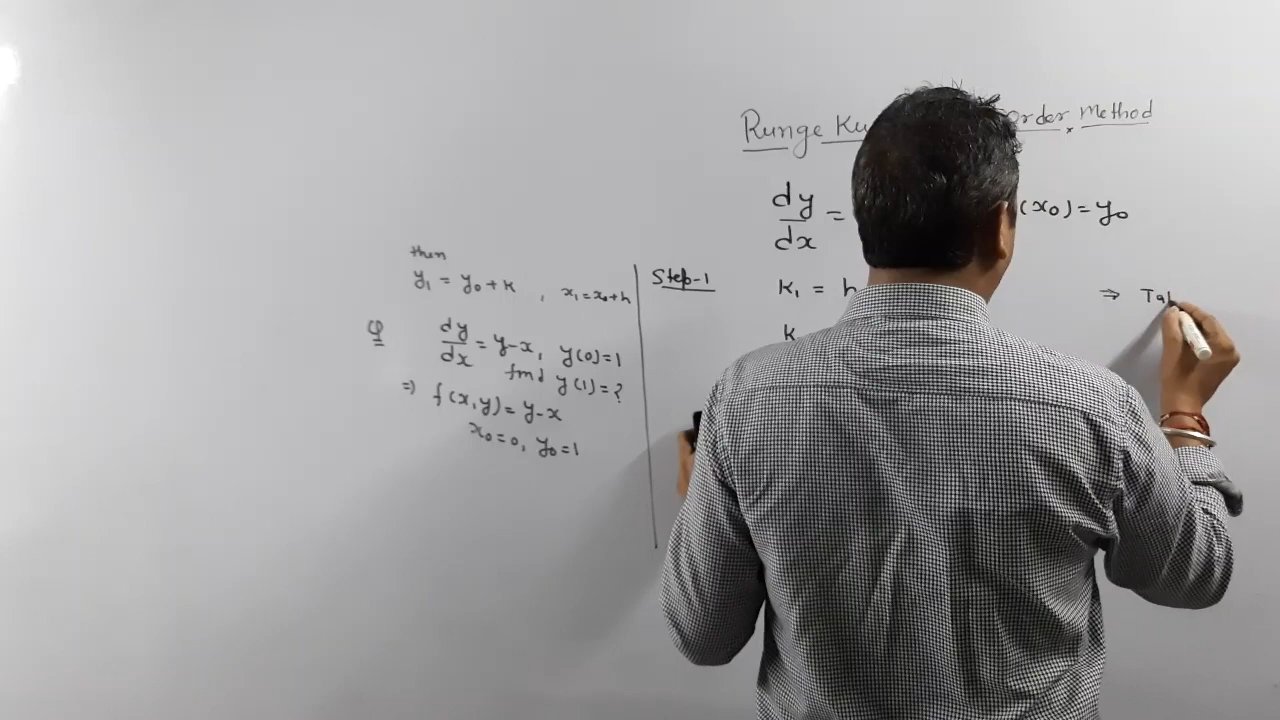 Runge Ku Order Method
dy/dx = (x₀) = y₀
k₁ = h
k
⇒ Ta
then
y₁ = y₀ + k , x₁ = x₀ + h
Q dy/dx = y-x, y(0)=1
find y(1)=?
⇒ f(x,y) = y-x
x₀=0, y₀=1
Step-1